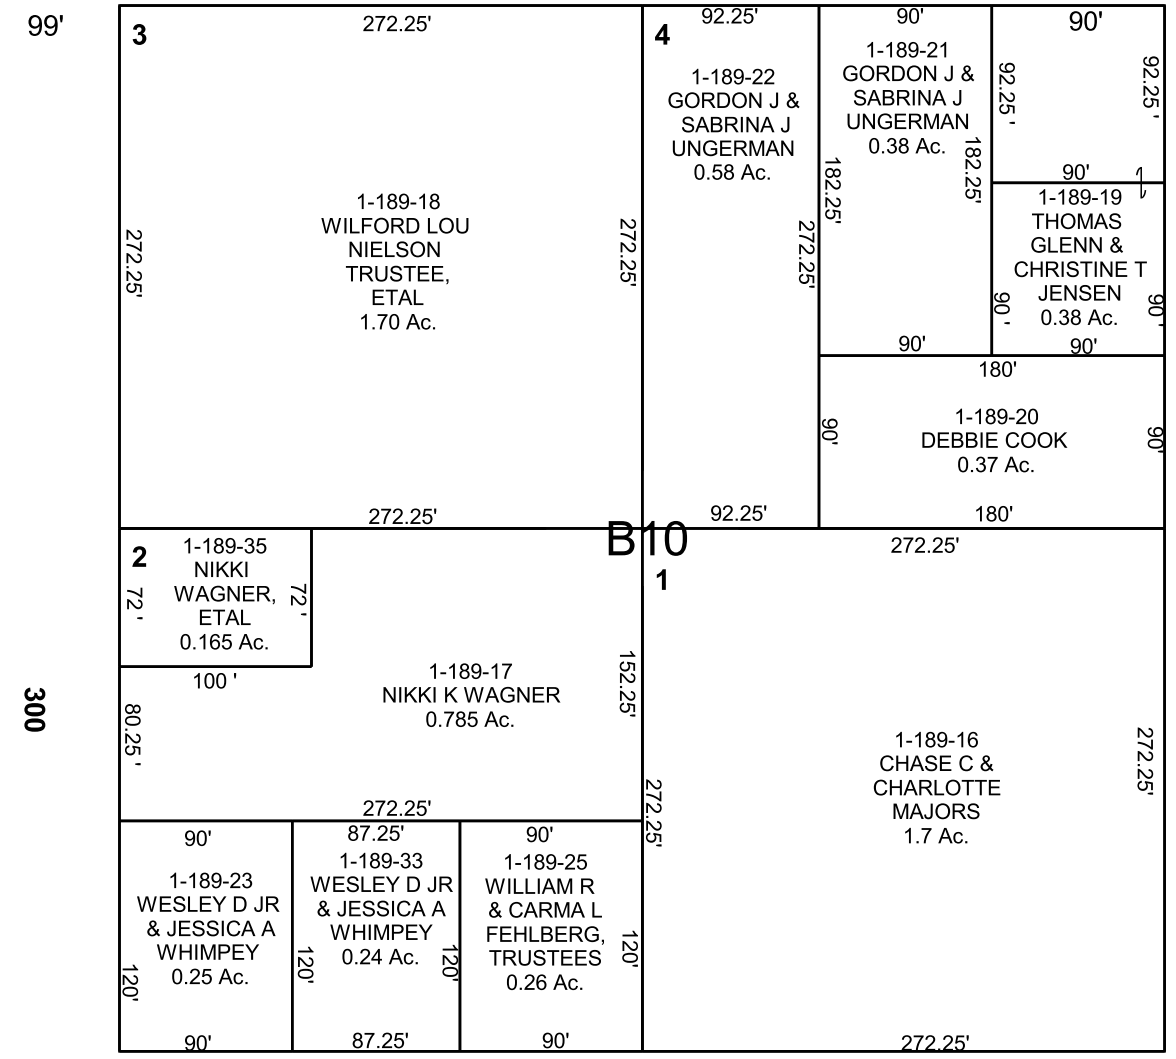 99'
3
272.25'
1-189-18
WILFORD LOU
NIELSON
TRUSTEE,
ETAL
1.70 Ac.
272.25'
272.25'
272.25'
4
92.25'
1-189-22
GORDON J &
SABRINA J
UNGERMAN
0.58 Ac.
272.25'
92.25'
90'
1-189-21
GORDON J &
SABRINA J
UNGERMAN
0.38 Ac.
182.25'
182.25'
90'
90'
92.25 '
92.25 '
90'
1-189-19
THOMAS
GLENN &
CHRISTINE T
JENSEN
0.38 Ac.
90 '
90 '
90'
180'
1-189-20
DEBBIE COOK
0.37 Ac.
90'
90'
180'
B10
2
1-189-35
NIKKI
WAGNER,
ETAL
0.165 Ac.
72 '
72 '
100 '
300
1-189-17
NIKKI K WAGNER
0.785 Ac.
152.25'
80.25 '
272.25'
1
272.25'
1-189-16
CHASE C &
CHARLOTTE
MAJORS
1.7 Ac.
272.25'
272.25'
272.25'
90'
1-189-23
WESLEY D JR
& JESSICA A
WHIMPEY
0.25 Ac.
120'
90'
87.25'
1-189-33
WESLEY D JR
& JESSICA A
WHIMPEY
0.24 Ac.
120'
120'
87.25'
90'
1-189-25
WILLIAM R
& CARMA L
FEHLBERG,
TRUSTEES
0.26 Ac.
120'
90'